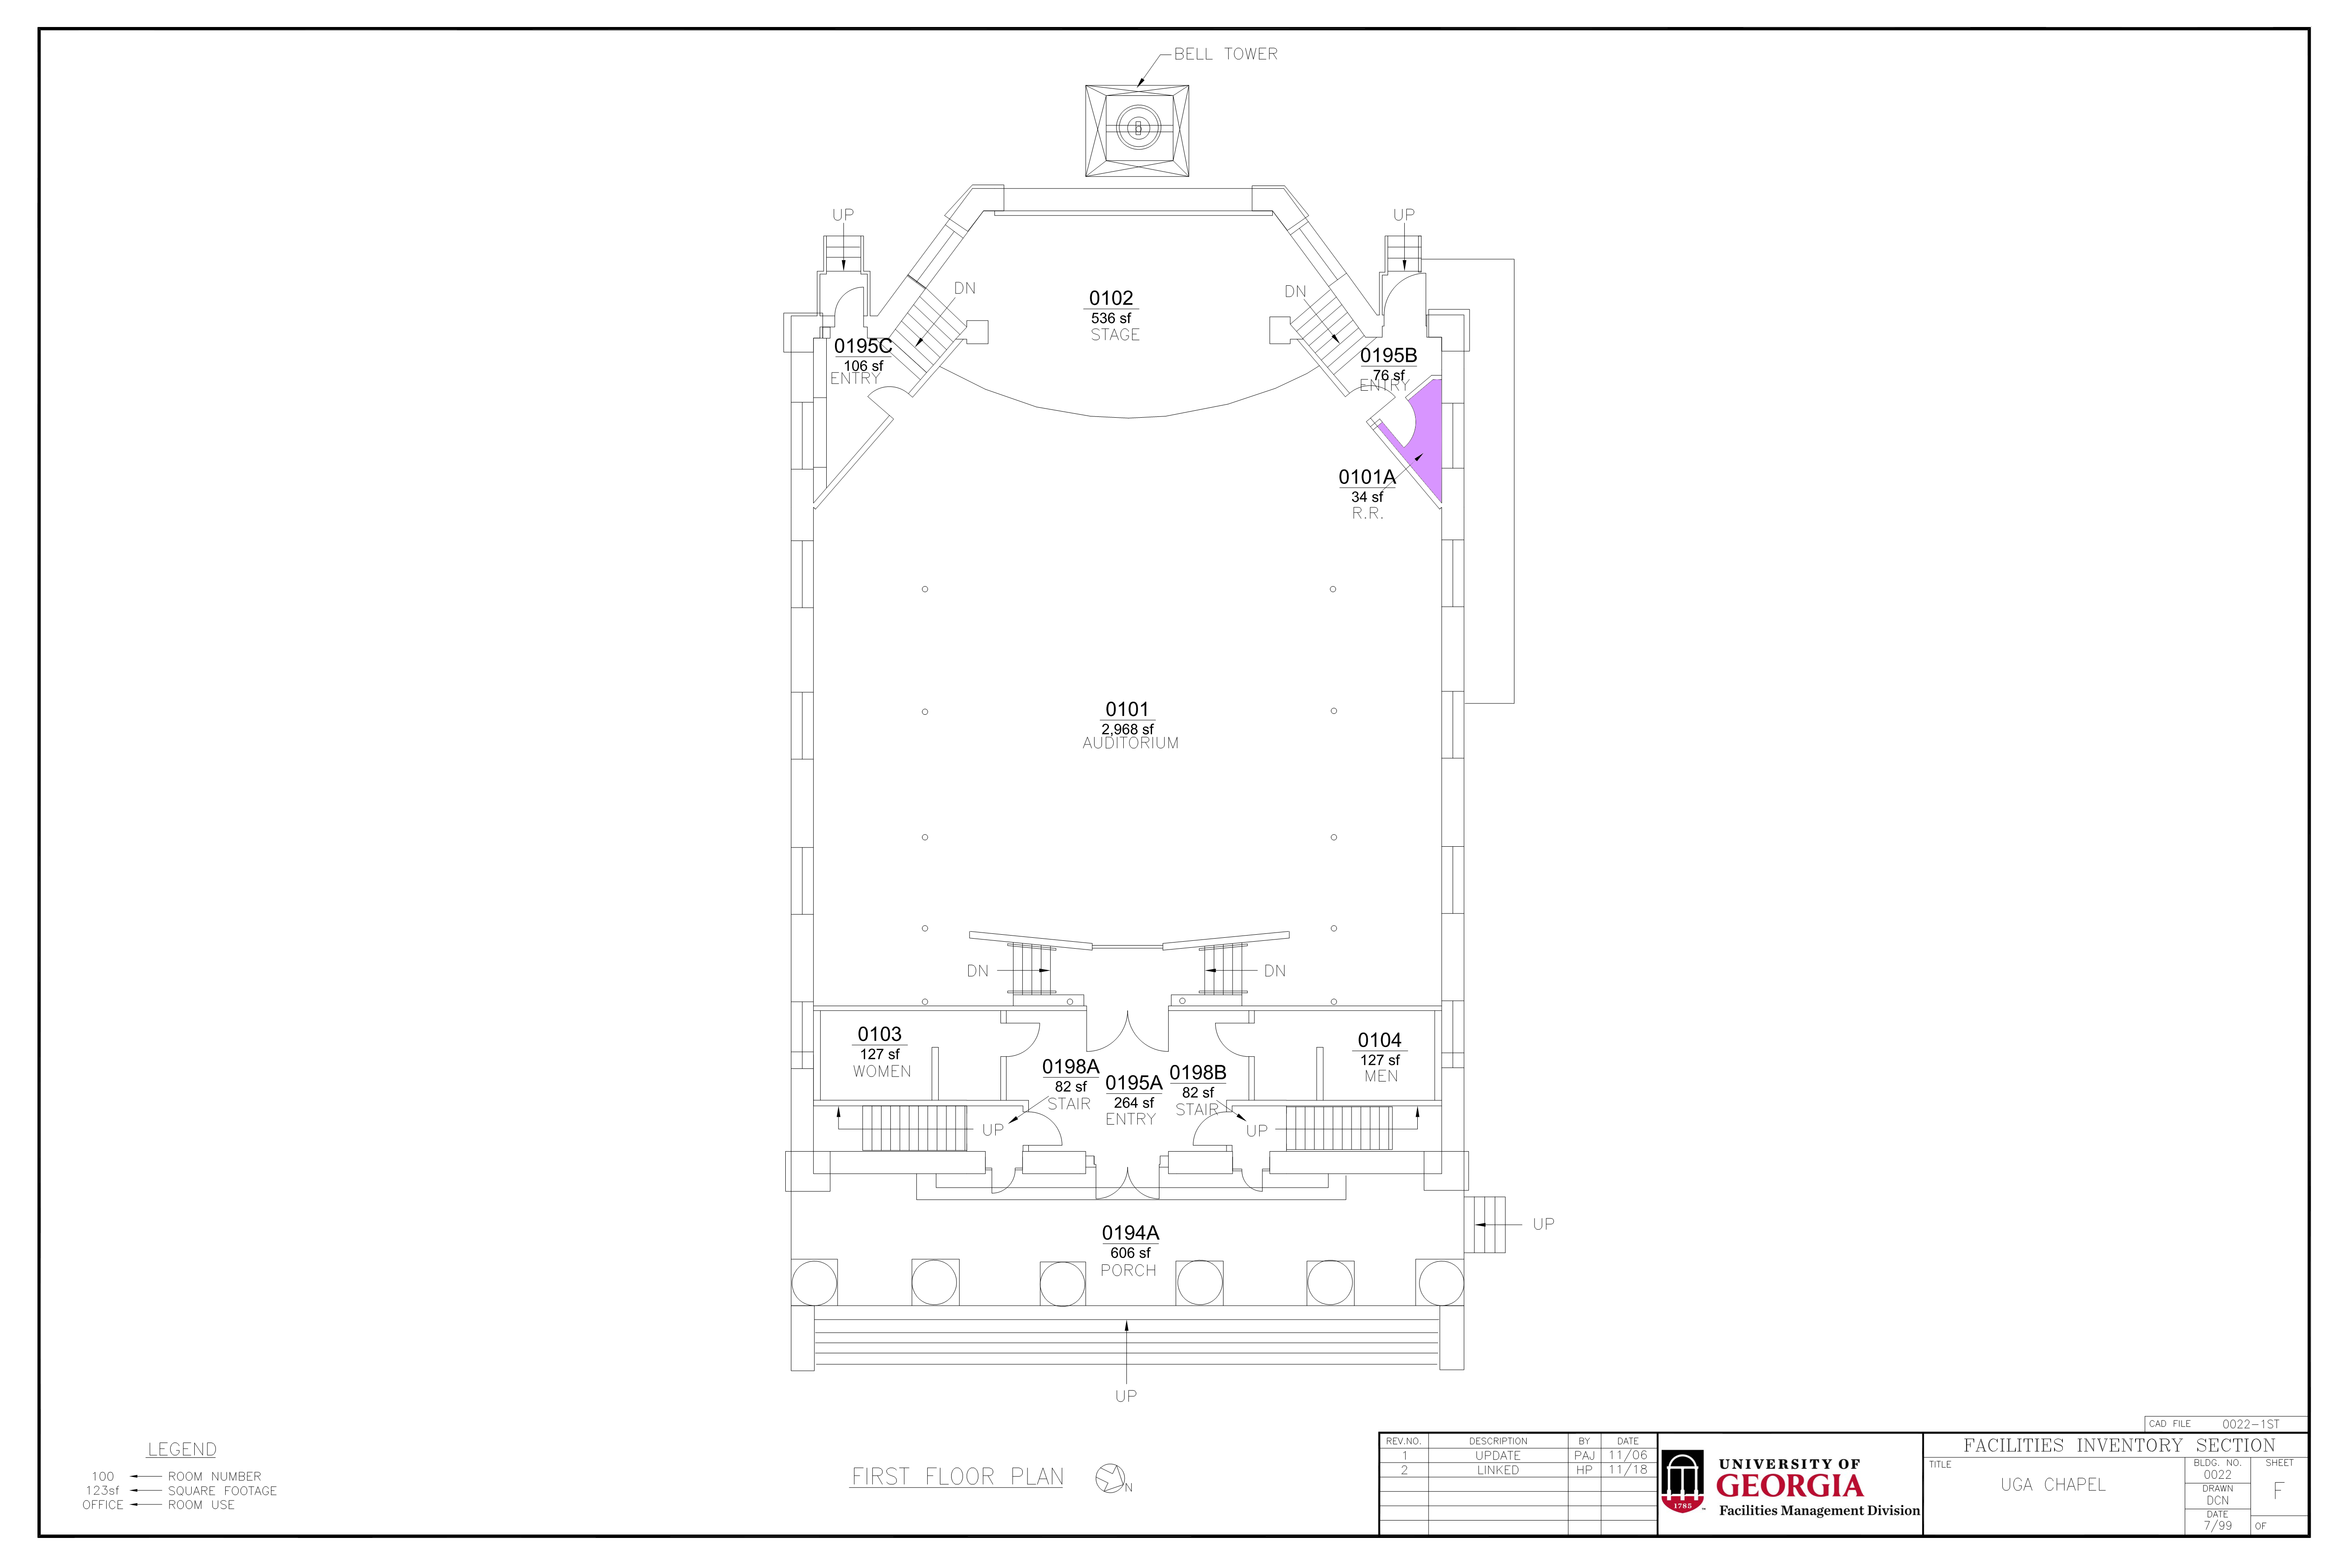 BELL TOWER
UP
UP
DN
DN
0102
536 sf
STAGE
0195C
106 sf
ENTRY
0195B
76 sf
ENTRY
0101A
34 sf
R.R.
0101
2,968 sf
AUDITORIUM
DN
DN
0103
127 sf
WOMEN
0104
127 sf
MEN
0198A
82 sf
STAIR
0195A
264 sf
ENTRY
0198B
82 sf
STAIR
UP
UP
0194A
606 sf
PORCH
UP
UP
LEGEND
100 ROOM NUMBER
123sf SQUARE FOOTAGE
OFFICE ROOM USE
FIRST FLOOR PLAN
N
REV.NO. DESCRIPTION BY DATE
1 UPDATE PAJ 11/06
2 LINKED HP 11/18
1785
UNIVERSITY OF
GEORGIA
Facilities Management Division
CAD FILE 0022-1ST
FACILITIES INVENTORY SECTION
TITLE
UGA CHAPEL
BLDG. NO.
0022
DRAWN
DCN
DATE
7/99
SHEET
F
OF